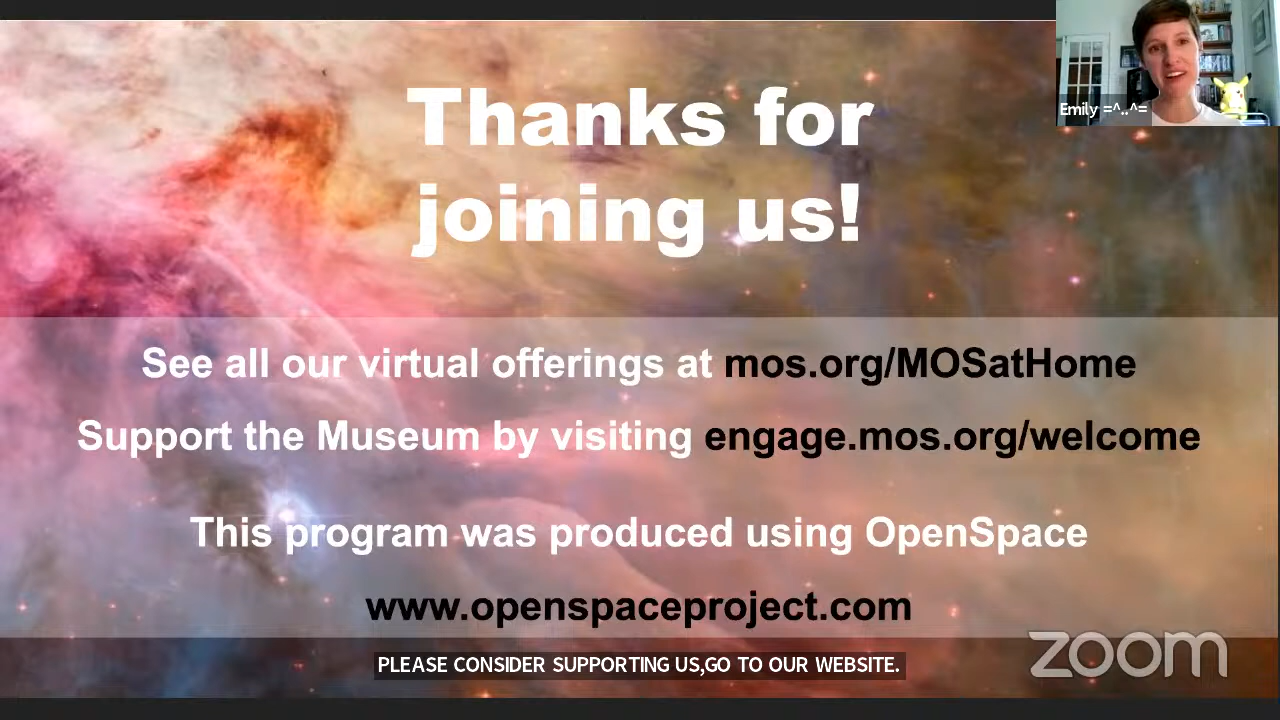 Thanks for
joining us!
Emily =^..^=
See all our virtual offerings at mos.org/MOSatHome
Support the Museum by visiting engage.mos.org/welcome
This program was produced using OpenSpace
www.openspaceproject.com
PLEASE CONSIDER SUPPORTING US,GO TO OUR WEBSITE.
zoom